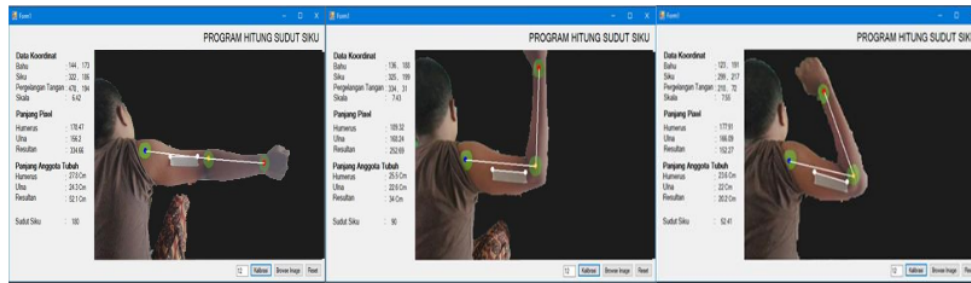 Form1
PROGRAM HITUNG SUDUT SIKU
Data Koordinat
Bahu : 144 , 173
Siku : 322 , 186
Pergelangan Tangan : 478 , 194
Skala : 6.42
Panjang Pixel
Humerus : 178.47
Ulna : 156.2
Resultan : 334.66
Panjang Anggota Tubuh
Humerus : 27.8 Cm
Ulna : 24.3 Cm
Resultan : 52.1 Cm
Sudut Siku : 180
12 Kalibrasi Browse Image Reset
Form1
PROGRAM HITUNG SUDUT SIKU
Data Koordinat
Bahu : 136 , 188
Siku : 325 , 199
Pergelangan Tangan : 334 , 31
Skala : 7.43
Panjang Pixel
Humerus : 189.32
Ulna : 168.24
Resultan : 252.69
Panjang Anggota Tubuh
Humerus : 25.5 Cm
Ulna : 22.6 Cm
Resultan : 34 Cm
Sudut Siku : 90
12 Kalibrasi Browse Image Reset
Form1
PROGRAM HITUNG SUDUT SIK
Data Koordinat
Bahu : 123 , 191
Siku : 299 , 217
Pergelangan Tangan : 210 , 70
Skala : 7.55
Panjang Pixel
Humerus : 177.91
Ulna
Resultan : 152.27
Panjang Anggota Tubuh
Humerus : 23.6 Cm
Ulna : 22 Cm
Resultan : 20.2 Cm
Sudut Siku : 52.41
12 Kalibrasi Browse Image Res